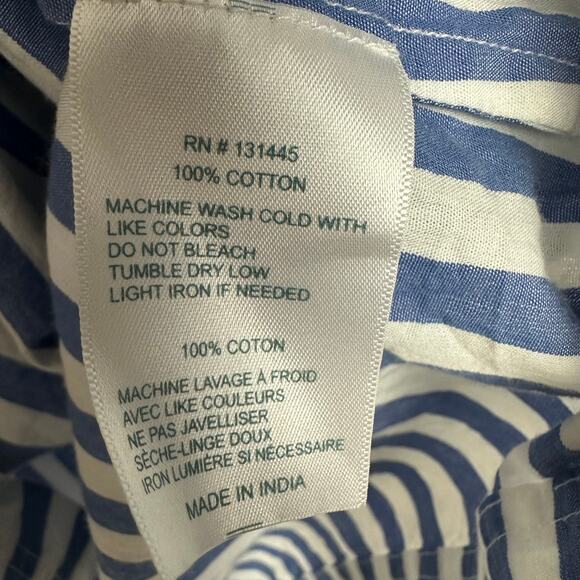 RN # 131445
100% COTTON
MACHINE WASH COLD WITH
LIKE COLORS
DO NOT BLEACH
TUMBLE DRY LOW
LIGHT IRON IF NEEDED
100% COTON
MACHINE LAVAGE À FROID
AVEC LIKE COULEURS
NE PAS JAVELLISER
SÈCHE-LINGE DOUX
IRON LUMIÈRE SI NÉCESSAIRE
MADE IN INDIA